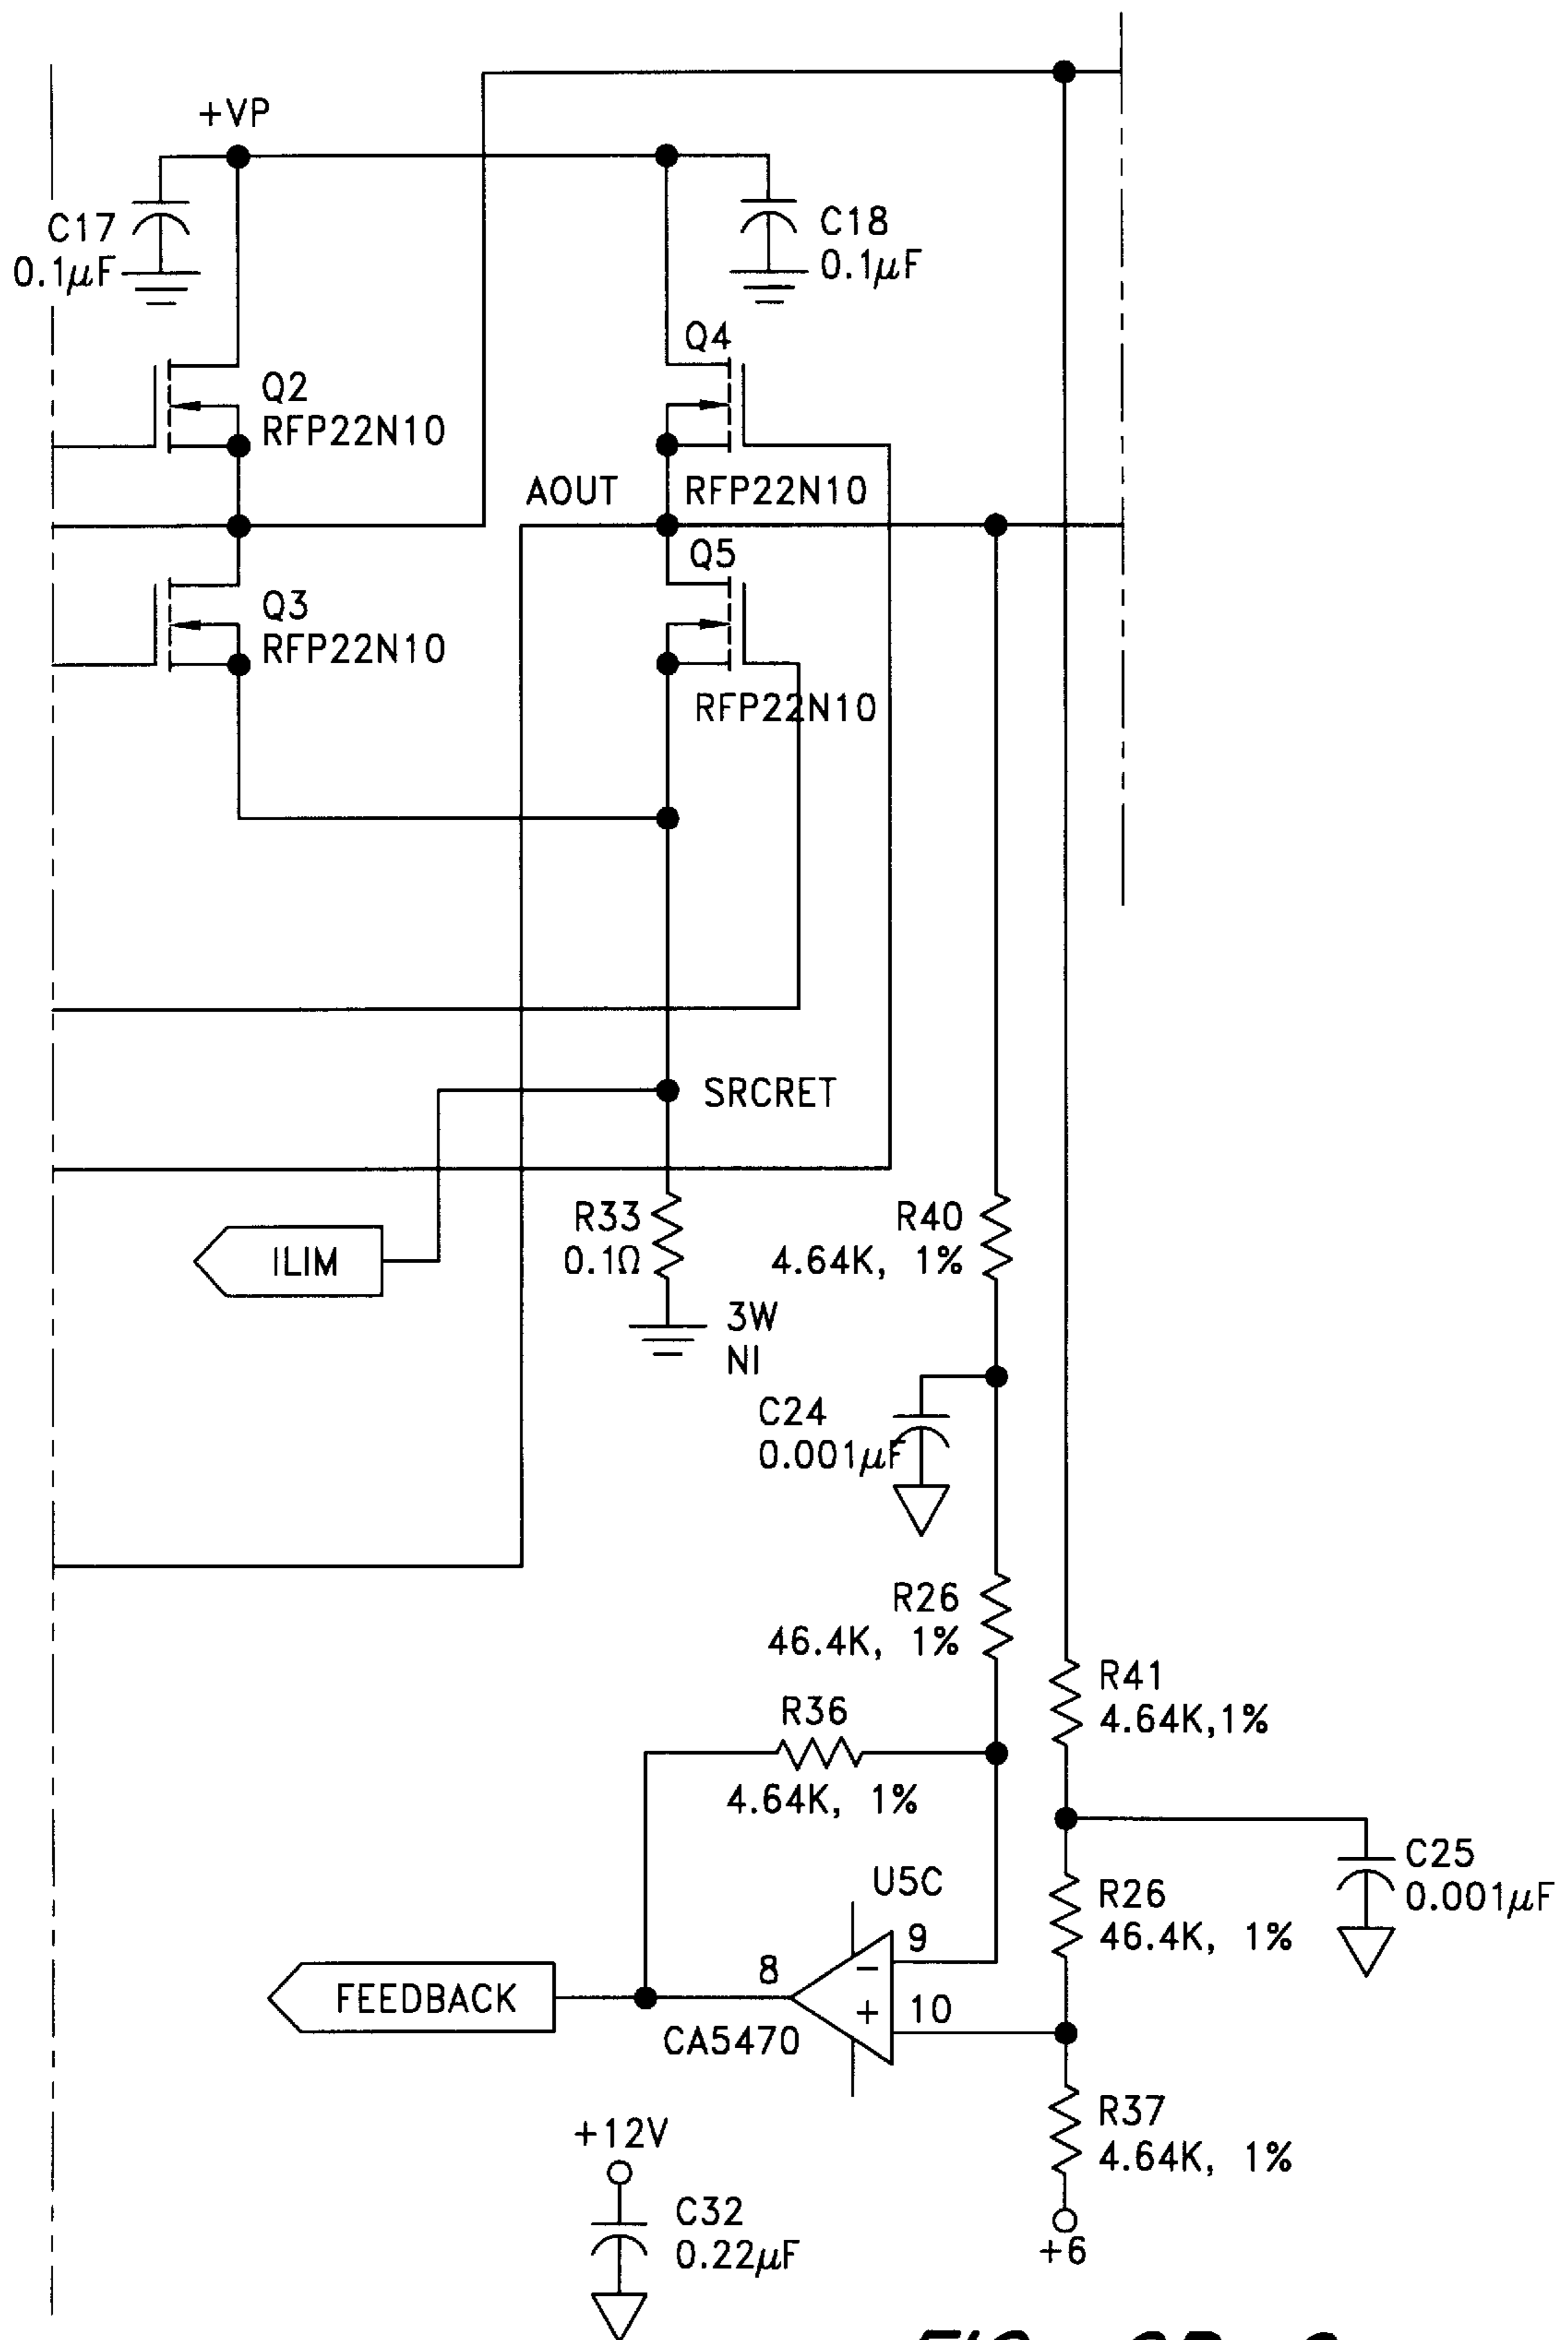 +VP
C17
0.1µF
C18
0.1µF
Q4
Q2
RFP22N10
AOUT
RFP22N10
Q5
Q3
RFP22N10
RFP22N10
SRCRET
R33
0.1Ω
R40
4.64K, 1%
ILIM
3W
NI
C24
0.001µF
R26
46.4K, 1%
R41
4.64K,1%
R36
4.64K, 1%
C25
0.001µF
U5C
R26
46.4K, 1%
9
8
−
FEEDBACK
+
10
CA5470
R37
4.64K, 1%
+12V
C32
0.22µF
+6